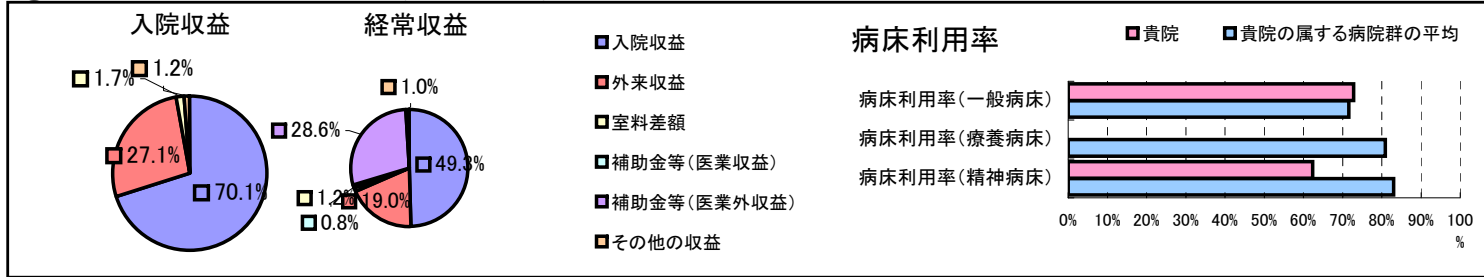 入院収益
1.7%
1.2%
27.1%
70.1%
経常収益
1.0%
28.6%
49.3%
1.2%
19.0%
0.8%
入院収益
外来収益
室料差額
補助金等(医業収益)
補助金等(医業外収益)
その他の収益
病床利用率
貴院
貴院の属する病院群の平均
病床利用率(一般病床)
病床利用率(療養病床)
病床利用率(精神病床)
0% 10% 20% 30% 40% 50% 60% 70% 80% 90% 100
%